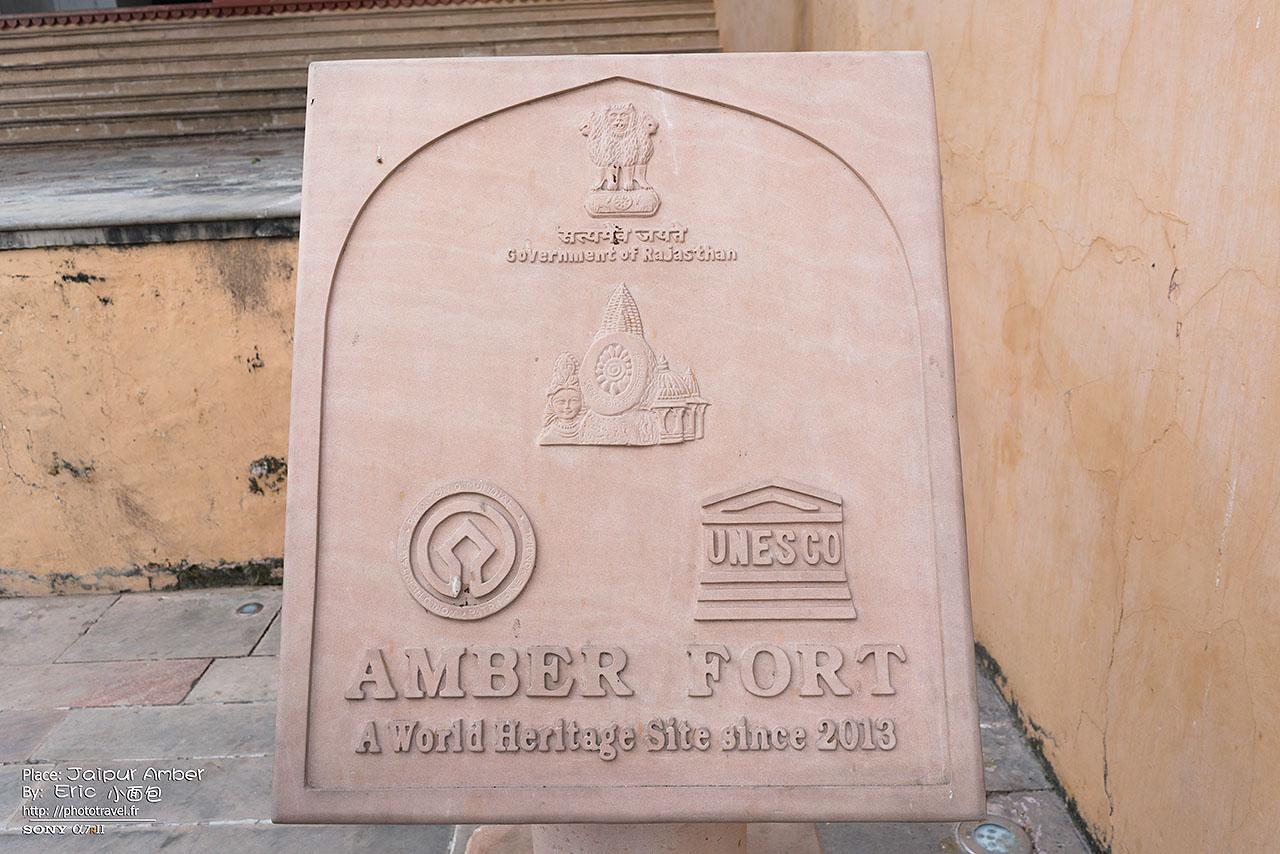 सत्यमेव जयते
Government of Rajasthan
UNESCO
AMBER FORT
A World Heritage Site since 2013
Place: Jaipur Amber
By: Eric 小面包
http://phototravel.fr
SONY α7II